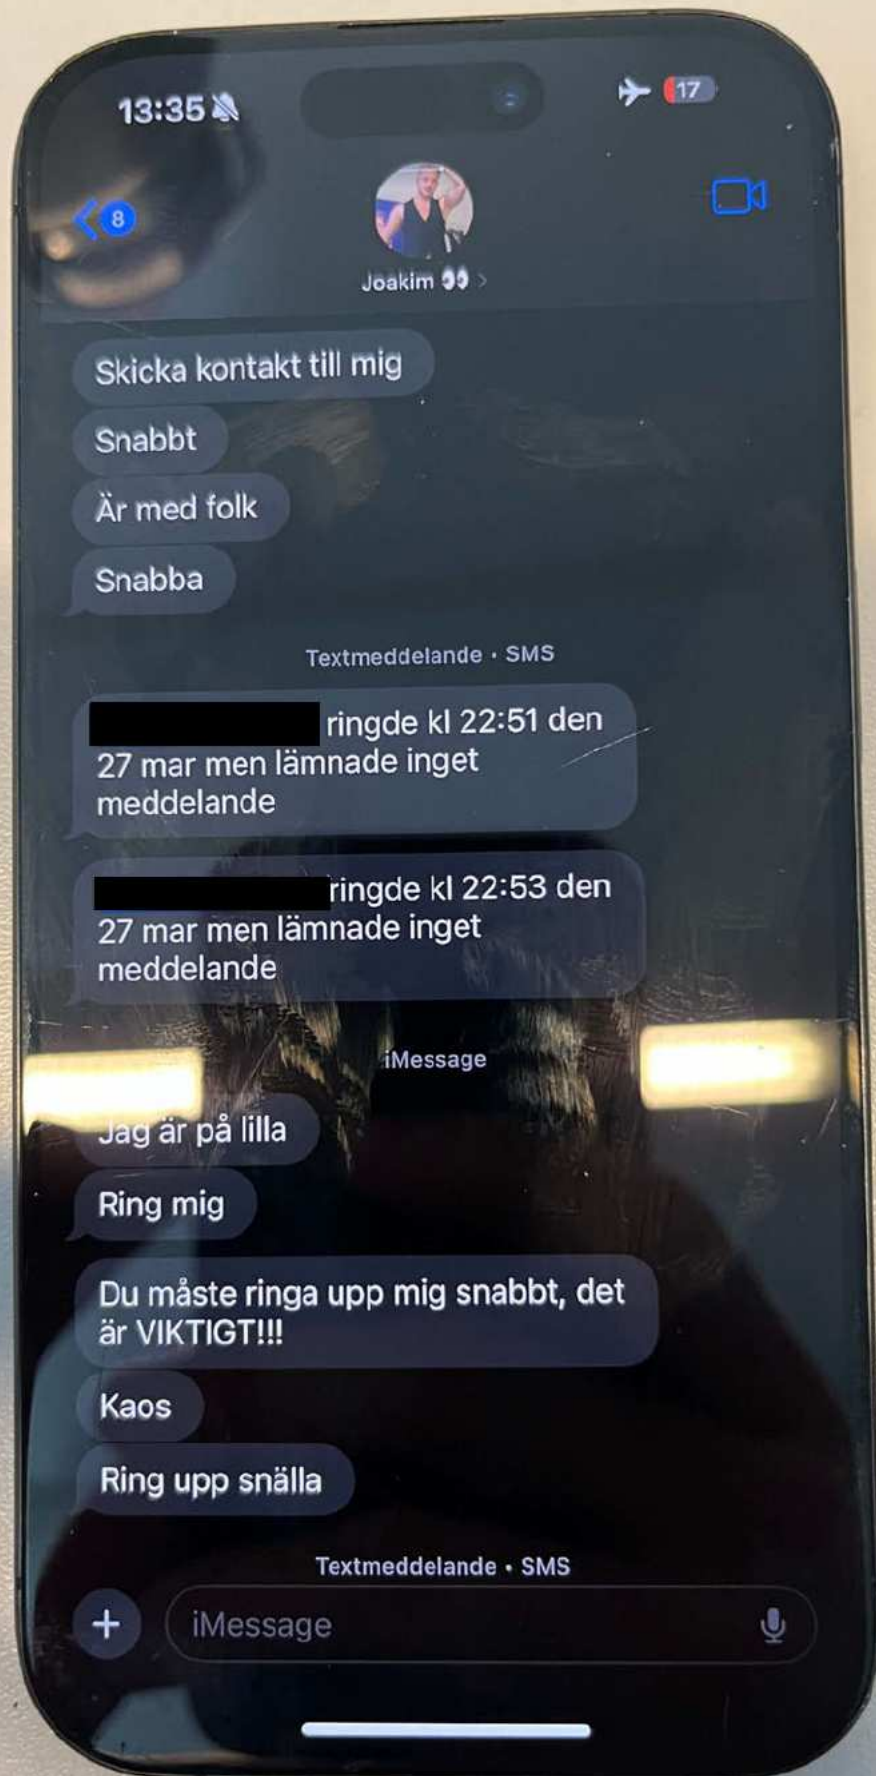 13:35
17
8
Joakim 👀 >
Skicka kontakt till mig
Snabbt
Är med folk
Snabba
Textmeddelande • SMS
ringde kl 22:51 den
27 mar men lämnade inget
meddelande
ringde kl 22:53 den
27 mar men lämnade inget
meddelande
iMessage
Jag är på lilla
Ring mig
Du måste ringa upp mig snabbt, det
är VIKTIGT!!!
Kaos
Ring upp snälla
Textmeddelande • SMS
iMessage